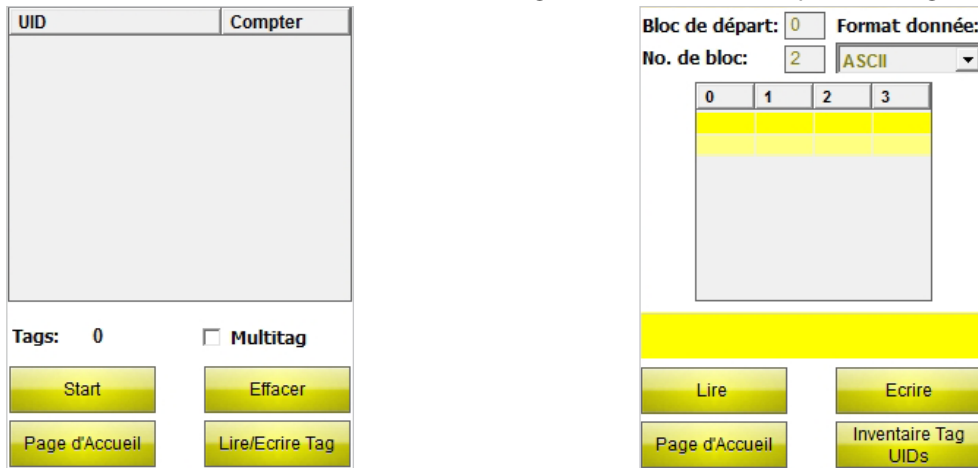 UID Compter
Tags: 0 Multitag
Start Effacer
Page d'Accueil Lire/Ecrire Tag
Bloc de départ: 0 Format donnée:
No. de bloc: 2 ASCII
0 1 2 3
Lire Ecrire
Page d'Accueil Inventaire Tag
UIDs